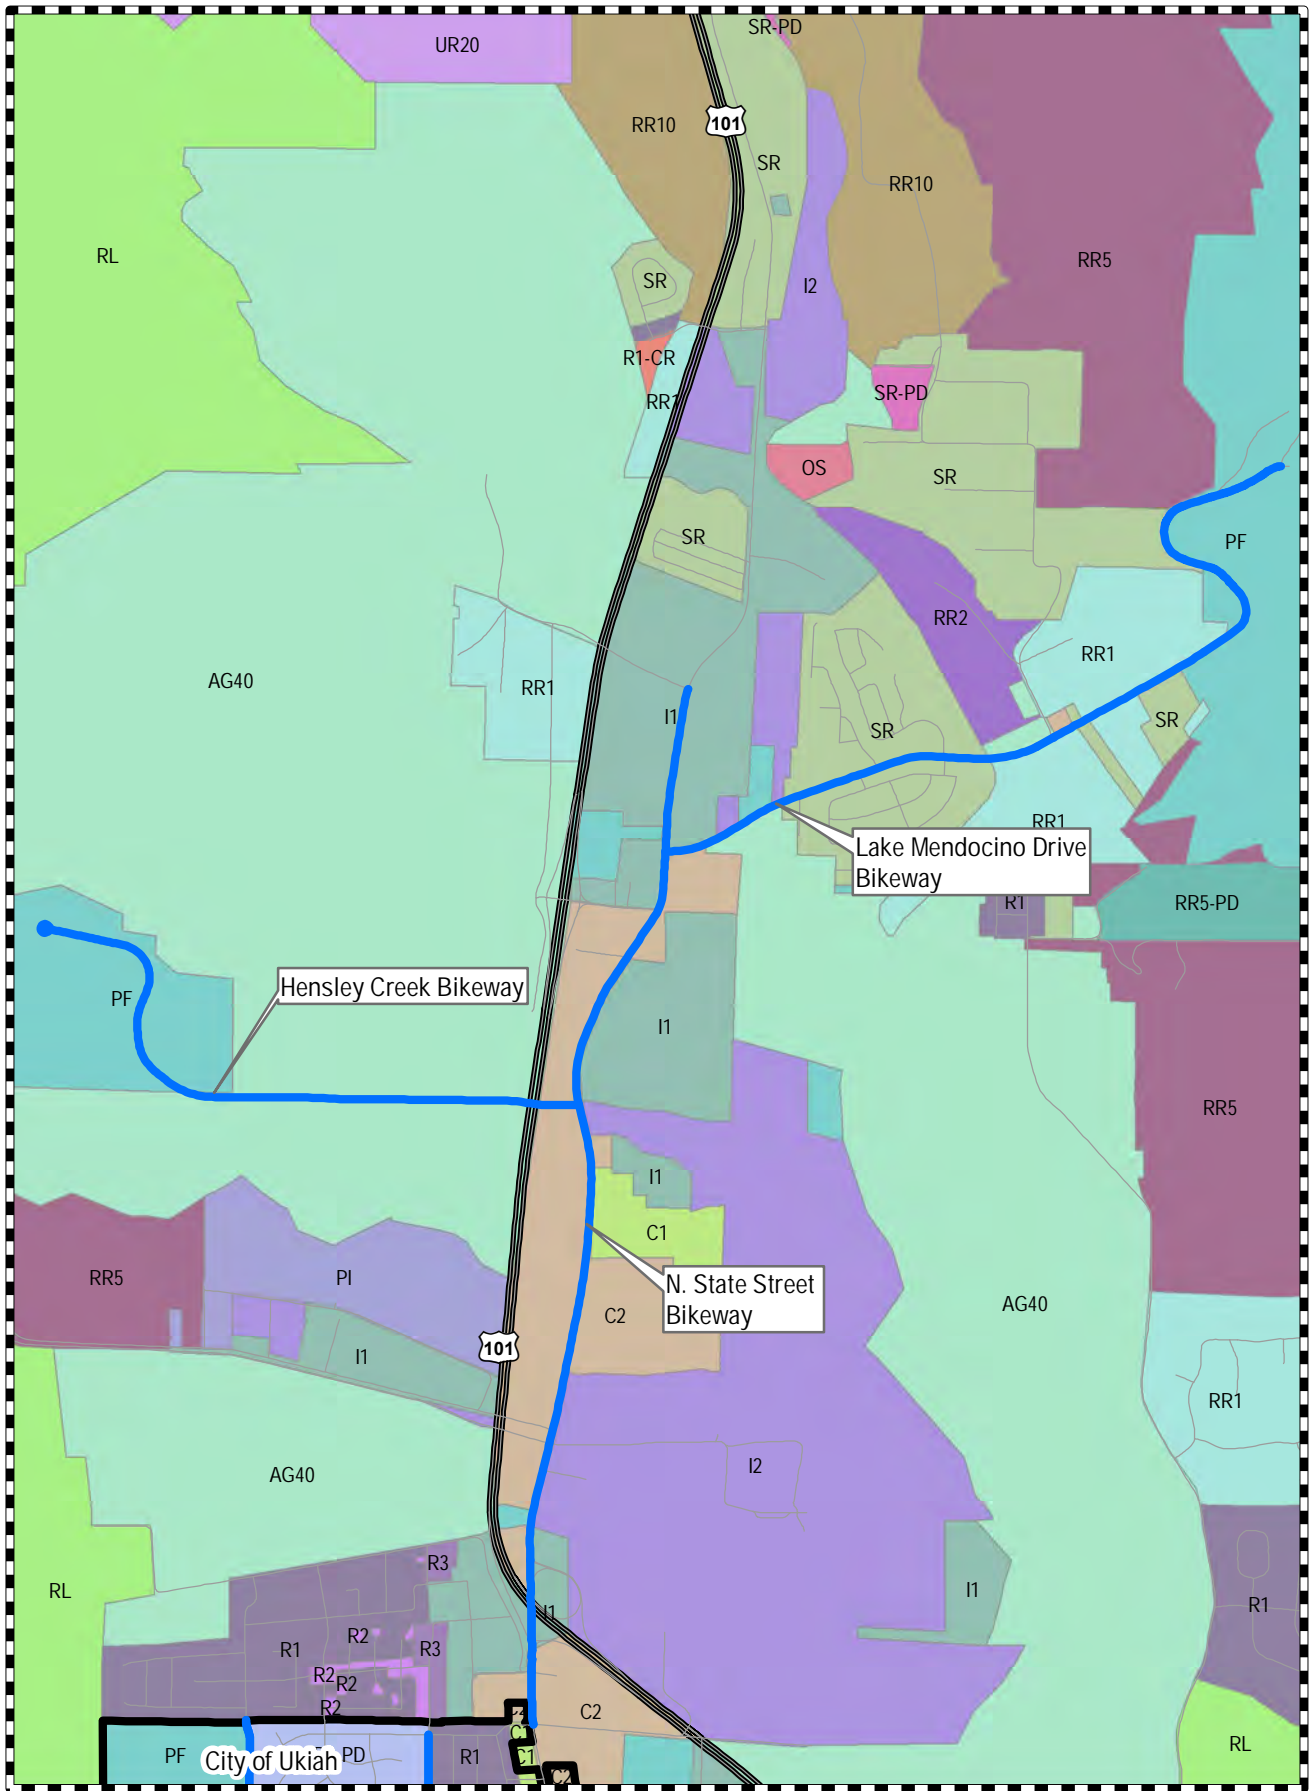 SR-PD
UR20
RR10
101
SR
RR10
RL
RR5
SR
I2
R1-CR
SR-PD
RR1
OS
SR
SR
PF
RR2
RR1
AG40
RR1
I1
SR
SR
RR1
Lake Mendocino Drive
Bikeway
R1
RR5-PD
Hensley Creek Bikeway
PF
I1
RR5
I1
C1
RR5
PI
N. State Street
Bikeway
AG40
C2
101
I1
RR1
I2
AG40
R3
RL
I1
I1
R1
R2
R1
R3
R2
R2
R2
C2
C2
C1
RL
PF
City of Ukiah
PD
R1
C1
C2